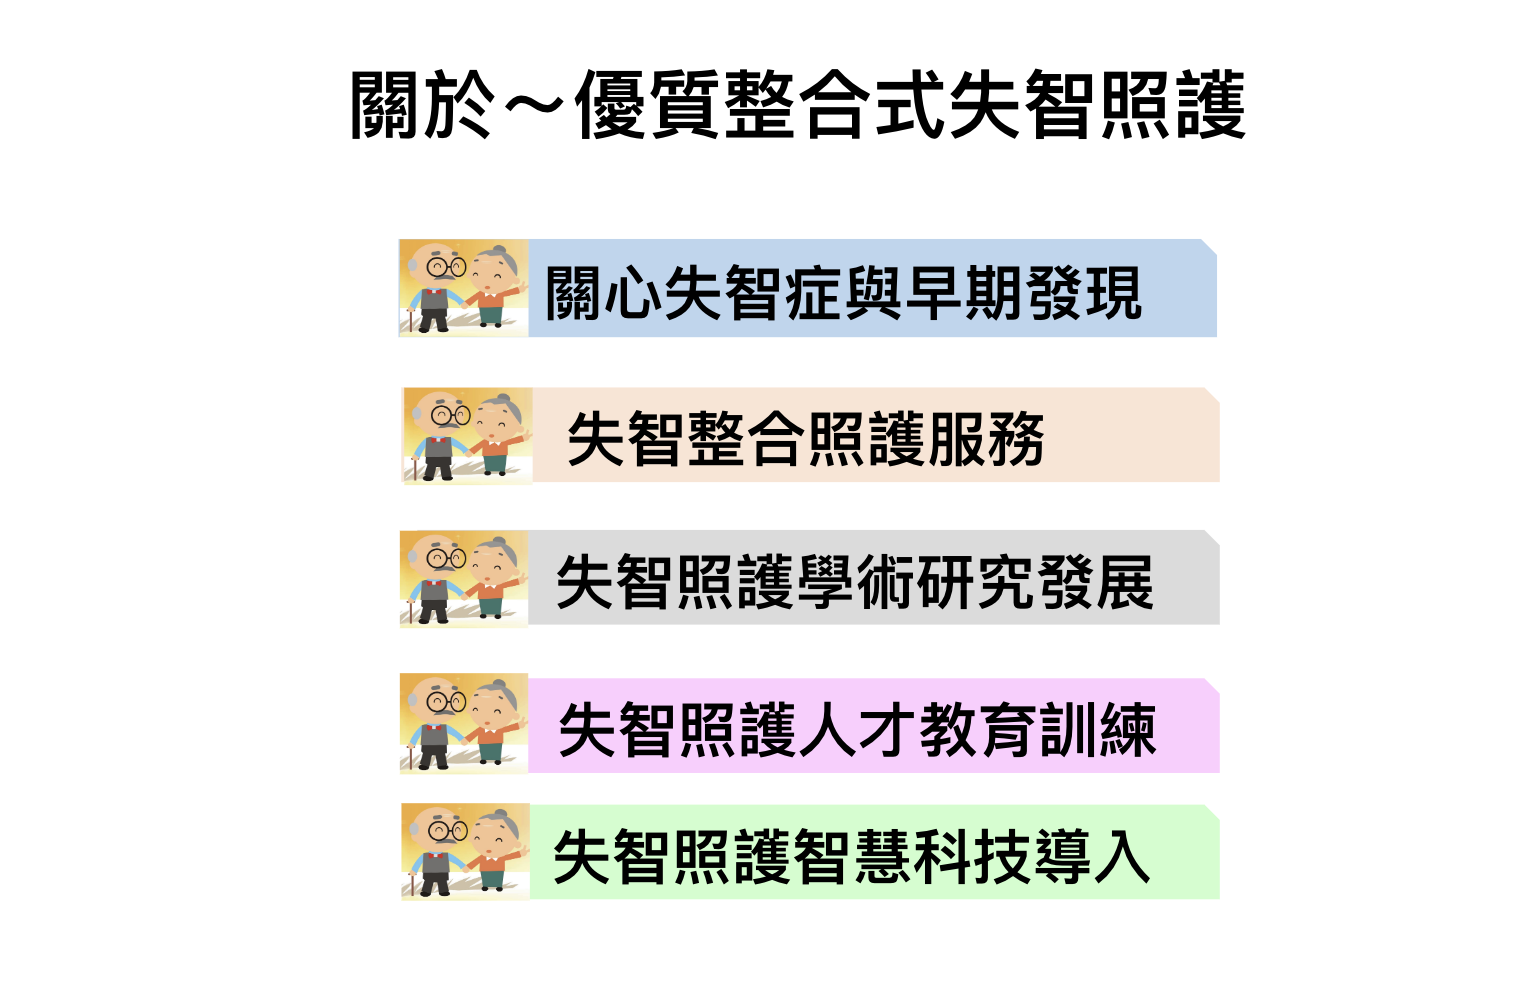 關於～優質整合式失智照護
關心失智症與早期發現
失智整合照護服務
失智照護學術研究發展
失智照護人才教育訓練
失智照護智慧科技導入